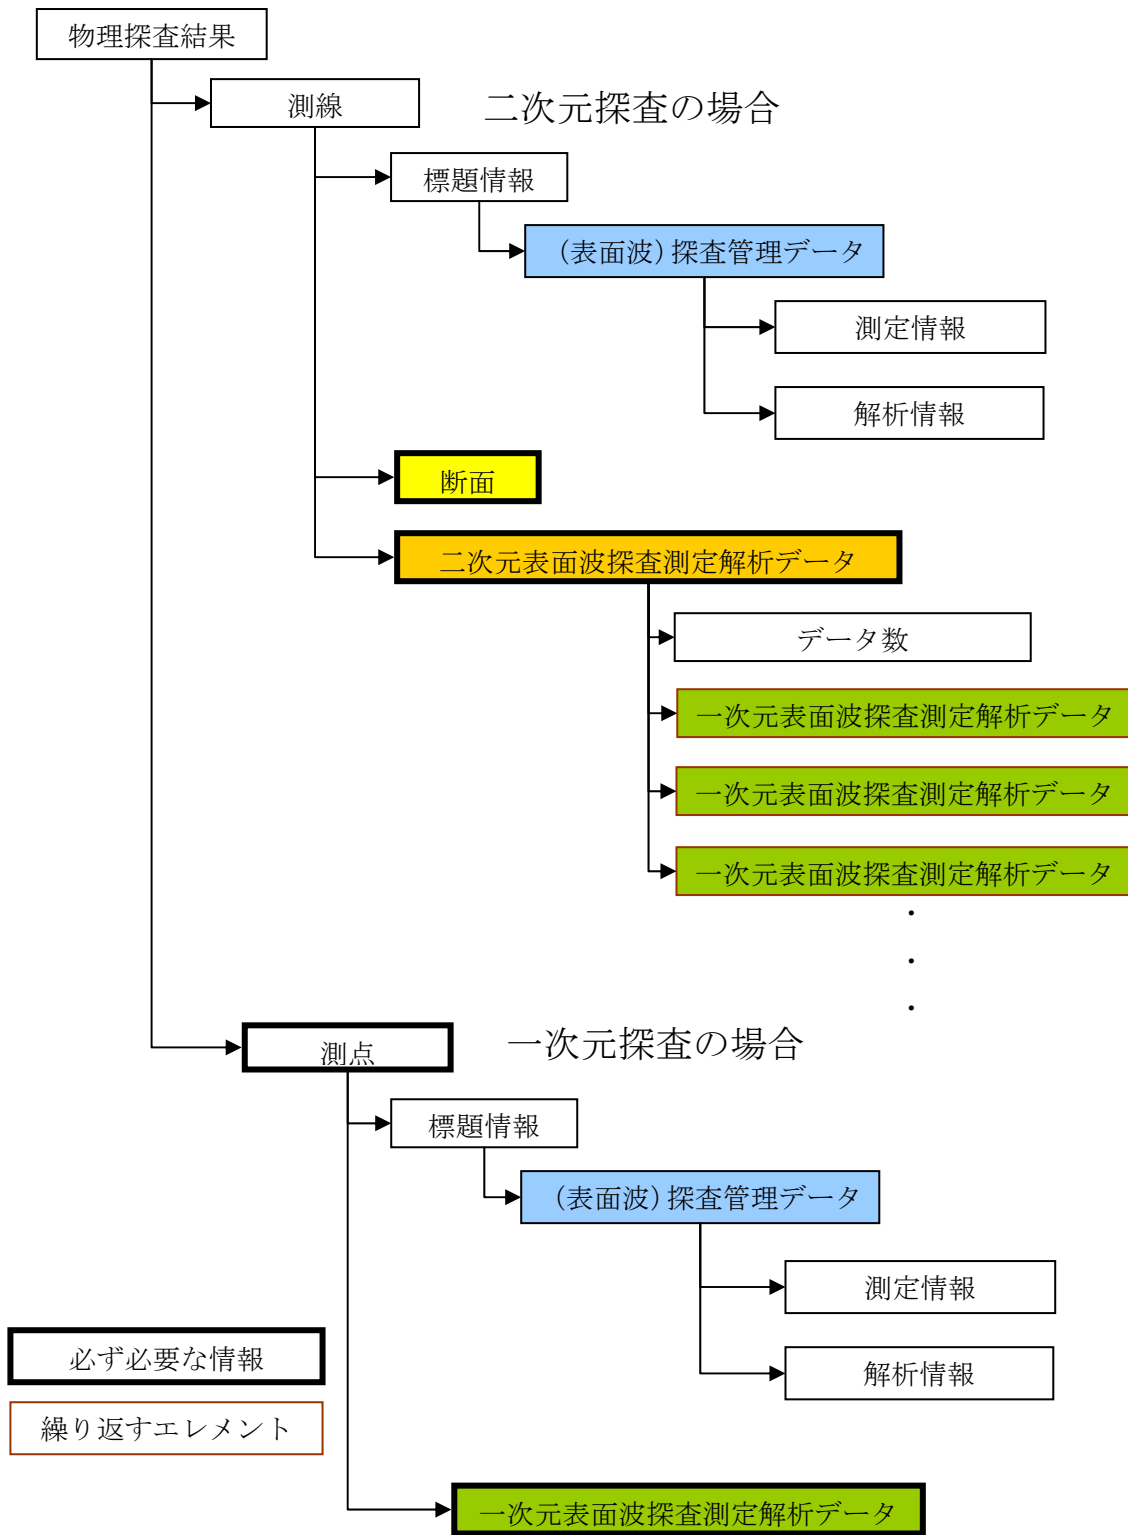 物理探査結果
測線
二次元探査の場合
標題情報
(表面波)探査管理データ
測定情報
解析情報
断面
二次元表面波探査測定解析データ
データ数
一次元表面波探査測定解析データ
一次元表面波探査測定解析データ
一次元表面波探査測定解析データ
・
・
・
測点
一次元探査の場合
標題情報
(表面波)探査管理データ
測定情報
解析情報
必ず必要な情報
繰り返すエレメント
一次元表面波探査測定解析データ